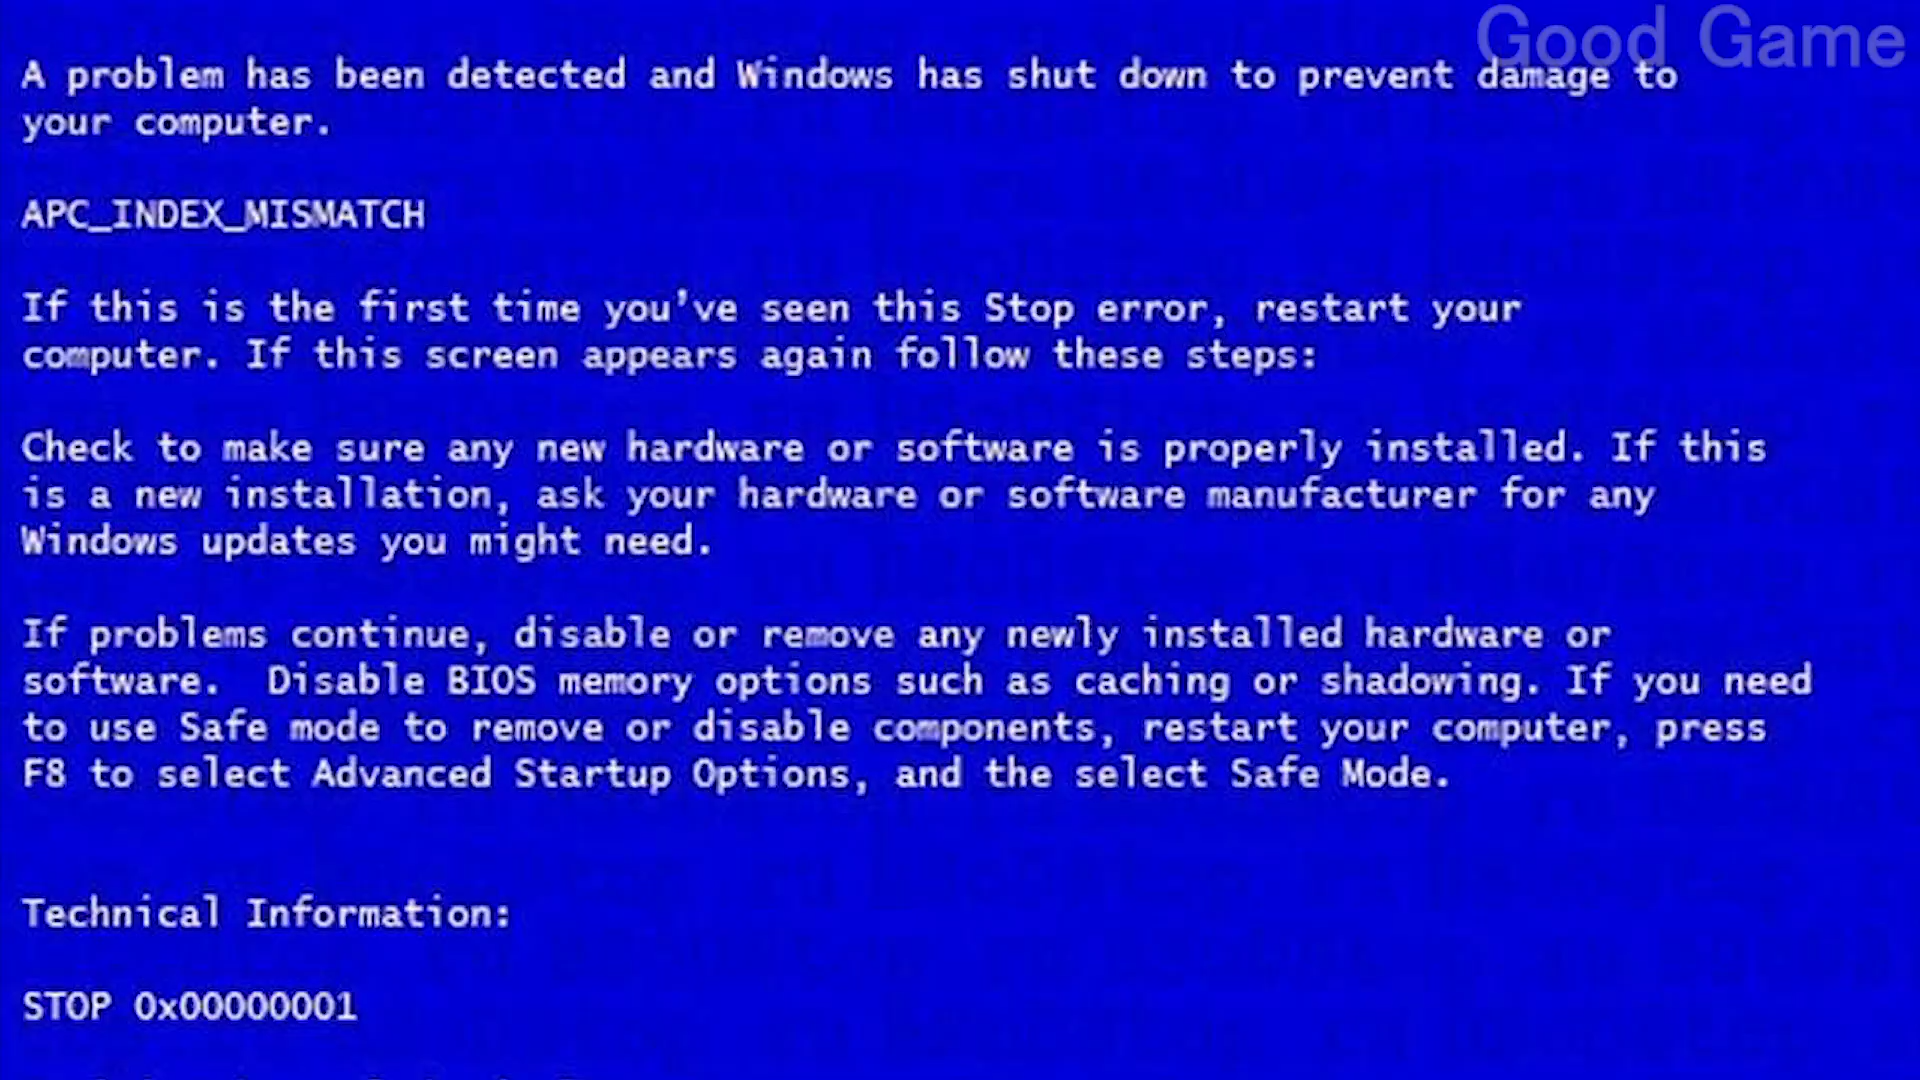 Good Game
A problem has been detected and Windows has shut down to prevent damage to
your computer.
APC_INDEX_MISMATCH
If this is the first time you've seen this Stop error, restart your
computer. If this screen appears again follow these steps:
Check to make sure any new hardware or software is properly installed. If this
is a new installation, ask your hardware or software manufacturer for any
Windows updates you might need.
If problems continue, disable or remove any newly installed hardware or
software.  Disable BIOS memory options such as caching or shadowing. If you need
to use Safe mode to remove or disable components, restart your computer, press
F8 to select Advanced Startup Options, and the select Safe Mode.
Technical Information:
STOP 0x00000001